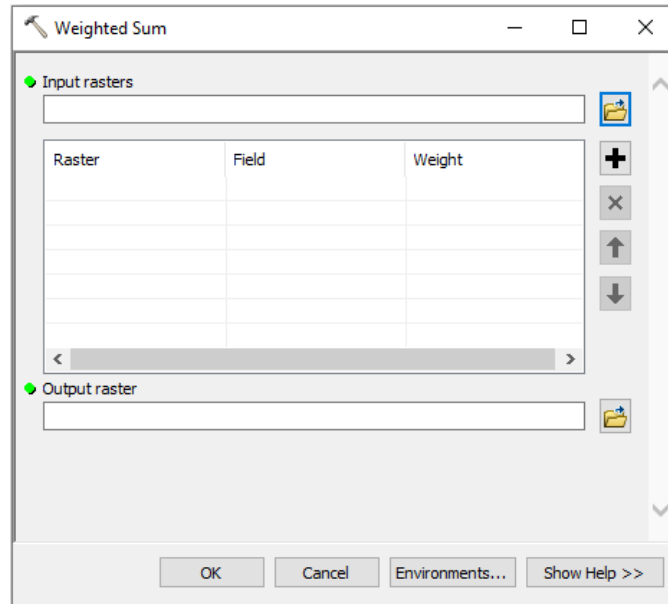 Weighted Sum
Input rasters
Raster Field Weight
Output raster
OK Cancel Environments... Show Help >>